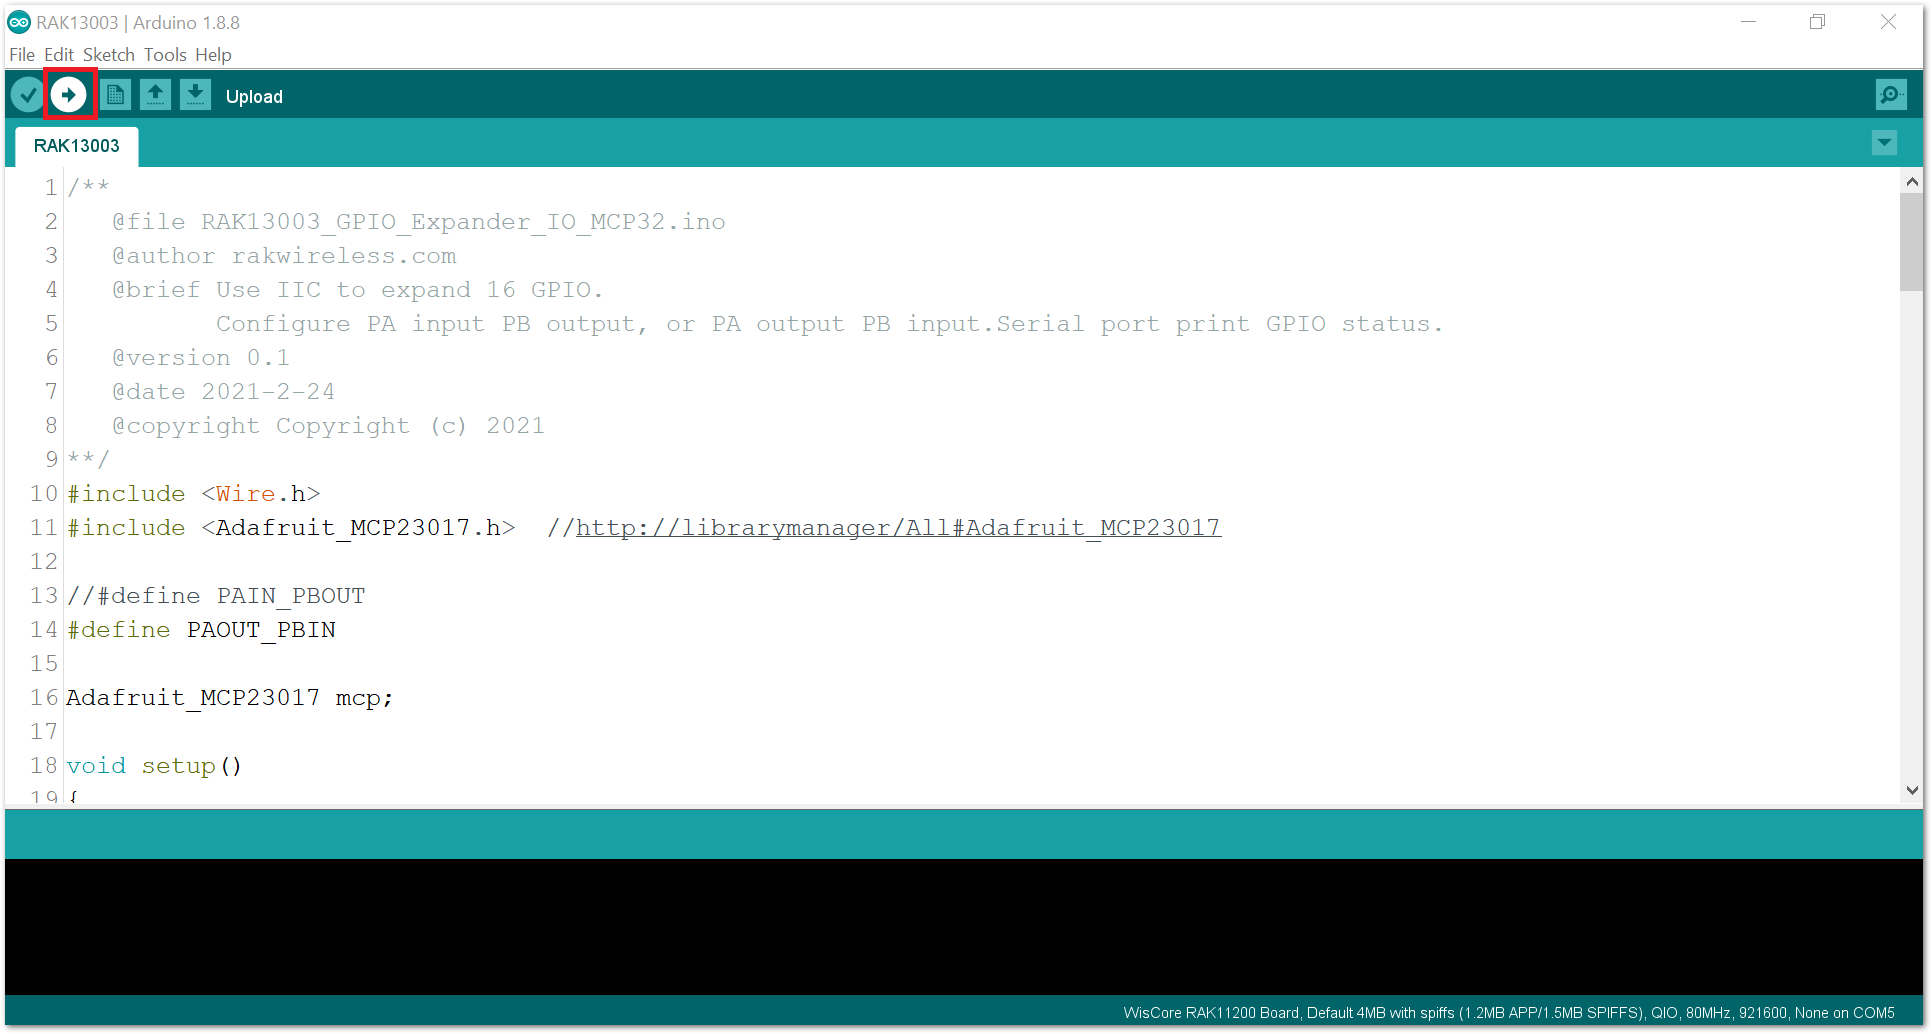 RAK13003 | Arduino 1.8.8
File Edit Sketch Tools Help
Upload
RAK13003
1 /**
2    @file RAK13003_GPIO_Expander_IO_MCP32.ino
3    @author rakwireless.com
4    @brief Use IIC to expand 16 GPIO.
5           Configure PA input PB output, or PA output PB input.Serial port print GPIO status.
6    @version 0.1
7    @date 2021-2-24
8    @copyright Copyright (c) 2021
9 **/
10 #include <Wire.h>
11 #include <Adafruit_MCP23017.h>  //http://librarymanager/All#Adafruit_MCP23017
12
13 //#define PAIN_PBOUT
14 #define PAOUT_PBIN
15
16 Adafruit_MCP23017 mcp;
17
18 void setup()
19 {
WisCore RAK11200 Board, Default 4MB with spiffs (1.2MB APP/1.5MB SPIFFS), QIO, 80MHz, 921600, None on COM5